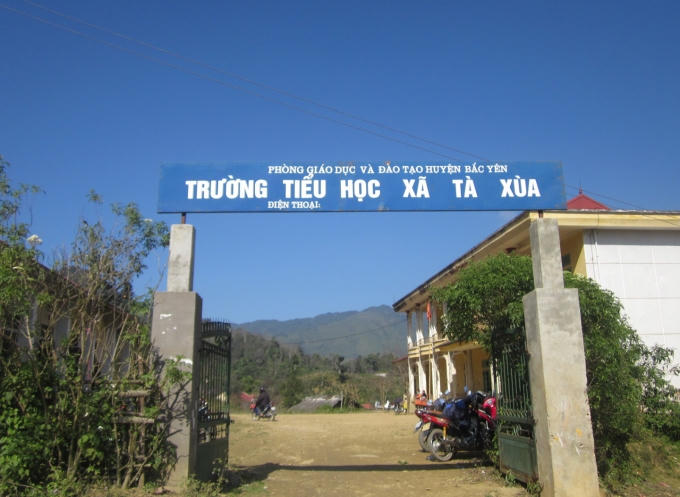 PHÒNG GIÁO DỤC VÀ ĐÀO TẠO HUYỆN BẮC YÊN
TRƯỜNG TIỂU HỌC XÃ TÀ XÙA
ĐIỆN THOẠI: